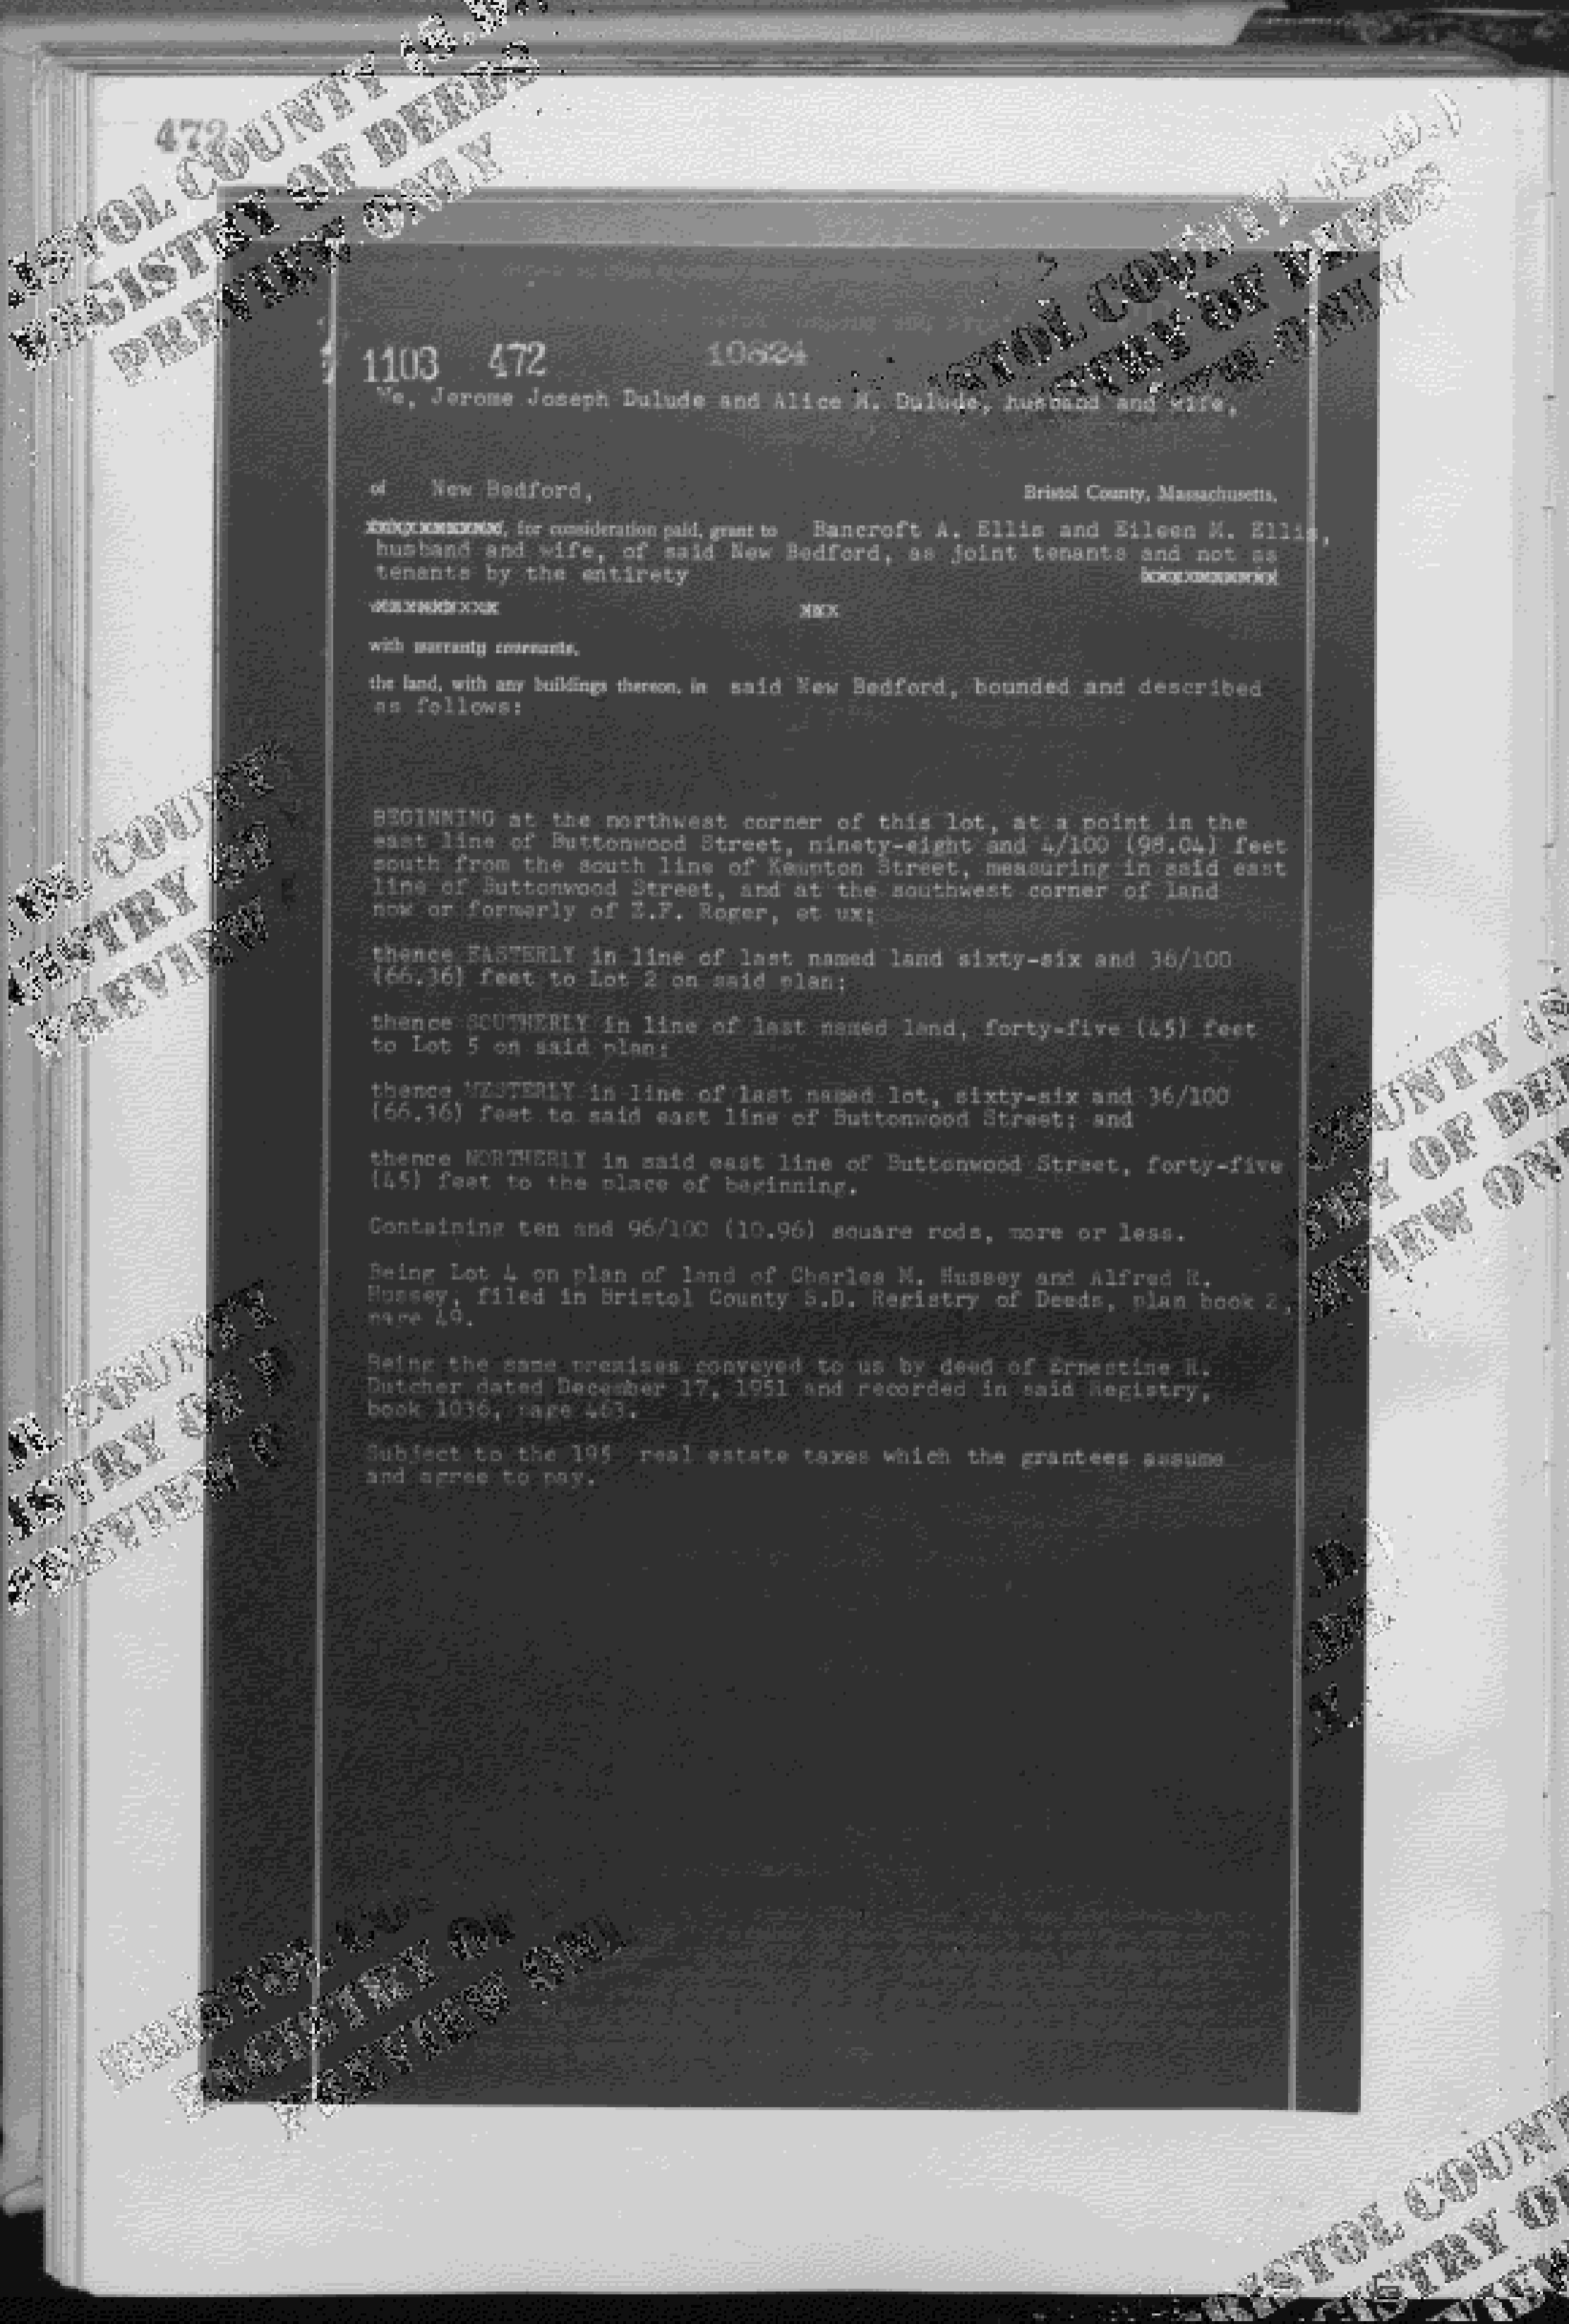 472
1103 472 10824
We, Jerome Joseph Dulude and Alice M. Dulude, husband and wife,
of New Bedford, Bristol County, Massachusetts,
for consideration paid, grant to Bancroft A. Ellis and Eileen M. Ellis,
husband and wife, of said New Bedford, as joint tenants and not as
tenants by the entirety
with warranty covenants,
the land, with any buildings thereon, in said New Bedford, bounded and described
as follows:
BEGINNING at the northwest corner of this lot, at a point in the
east line of Buttonwood Street, ninety-eight and 4/100 (98.04) feet
south from the south line of Kempton Street, measuring in said east
line of Buttonwood Street, and at the southwest corner of land
now or formerly of Z.F. Roger, et ux;
thence EASTERLY in line of last named land sixty-six and 36/100
(66.36) feet to Lot 2 on said plan;
thence SOUTHERLY in line of last named land, forty-five (45) feet
to Lot 5 on said plan;
thence WESTERLY in line of last named lot, sixty-six and 36/100
(66.36) feet to said east line of Buttonwood Street; and
thence NORTHERLY in said east line of Buttonwood Street, forty-five
(45) feet to the place of beginning.
Containing ten and 96/100 (10.96) square rods, more or less.
Being Lot 4 on plan of land of Charles M. Hussey and Alfred R.
Hussey, filed in Bristol County S.D. Registry of Deeds, plan book 2,
page 49.
Being the same premises conveyed to us by deed of Ernestine R.
Dutcher dated December 17, 1951 and recorded in said Registry,
book 1036, page 463.
Subject to the 195 real estate taxes which the grantees assume
and agree to pay.